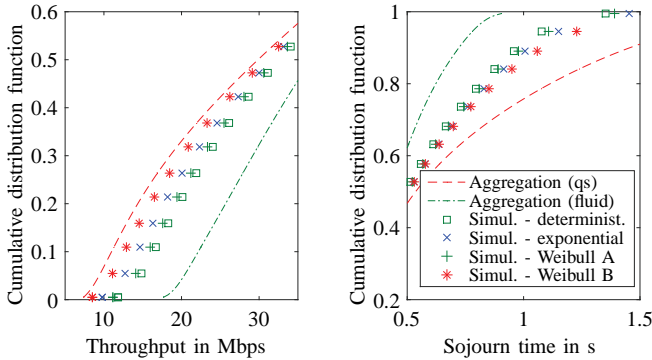 Cumulative distribution function
0.6
0.5
0.4
0.3
0.2
0.1
0
10
20
30
Throughput in Mbps
Cumulative distribution function
1
0.8
0.6
0.4
0.2
0.5
1
1.5
Sojourn time in s
Aggregation (qs)
Aggregation (fluid)
Simul. - determinist.
Simul. - exponential
Simul. - Weibull A
Simul. - Weibull B